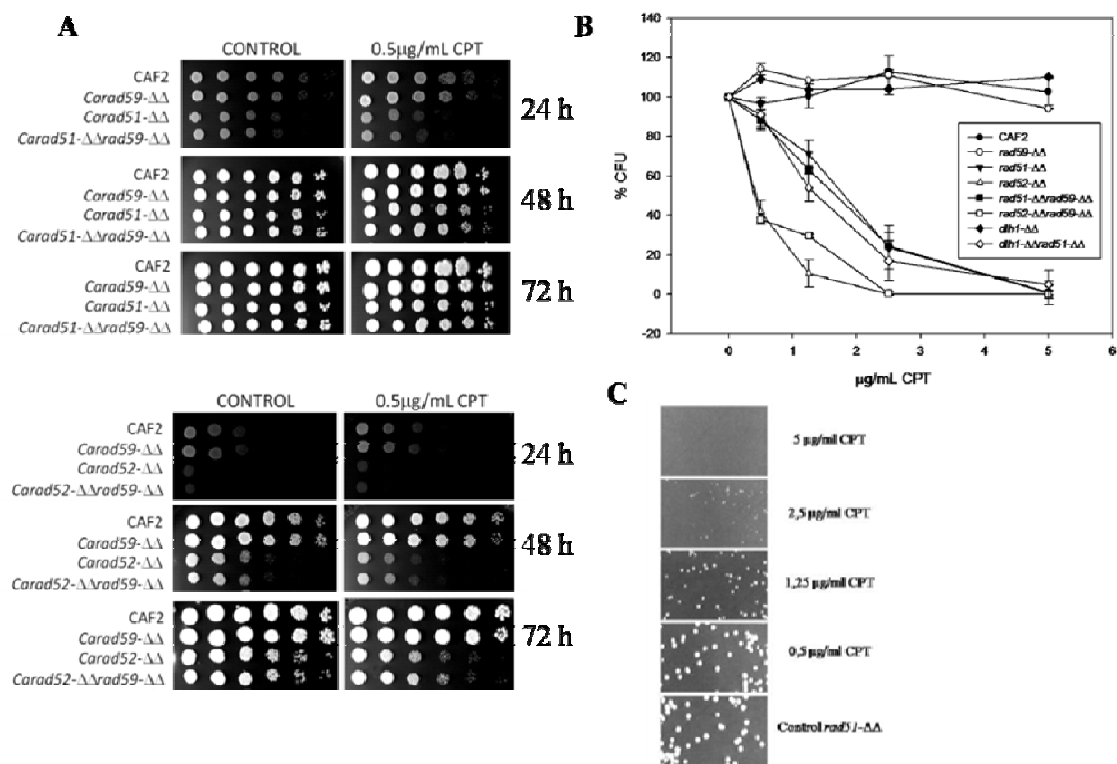 A
CONTROL
0.5µg/mL CPT
CAF2
Carad59-ΔΔ
Carad51-ΔΔ
Carad51-ΔΔrad59-ΔΔ
24 h
CAF2
Carad59-ΔΔ
Carad51-ΔΔ
Carad51-ΔΔrad59-ΔΔ
48 h
CAF2
Carad59-ΔΔ
Carad51-ΔΔ
Carad51-ΔΔrad59-ΔΔ
72 h
CONTROL
0.5µg/mL CPT
CAF2
Carad59-ΔΔ
Carad52-ΔΔ
Carad52-ΔΔrad59-ΔΔ
24 h
CAF2
Carad59-ΔΔ
Carad52-ΔΔ
Carad52-ΔΔrad59-ΔΔ
48 h
CAF2
Carad59-ΔΔ
Carad52-ΔΔ
Carad52-ΔΔrad59-ΔΔ
72 h
B
% CFU
140
120
100
80
60
40
20
0
-20
0
1
2
3
4
5
6
µg/mL CPT
CAF2
rad59-ΔΔ
rad51-ΔΔ
rad52-ΔΔ
rad51-ΔΔrad59-ΔΔ
rad52-ΔΔrad59-ΔΔ
dlh1-ΔΔ
dlh1-ΔΔrad51-ΔΔ
C
5 µg/ml CPT
2,5 µg/ml CPT
1,25 µg/ml CPT
0,5 µg/ml CPT
Control rad51-ΔΔ